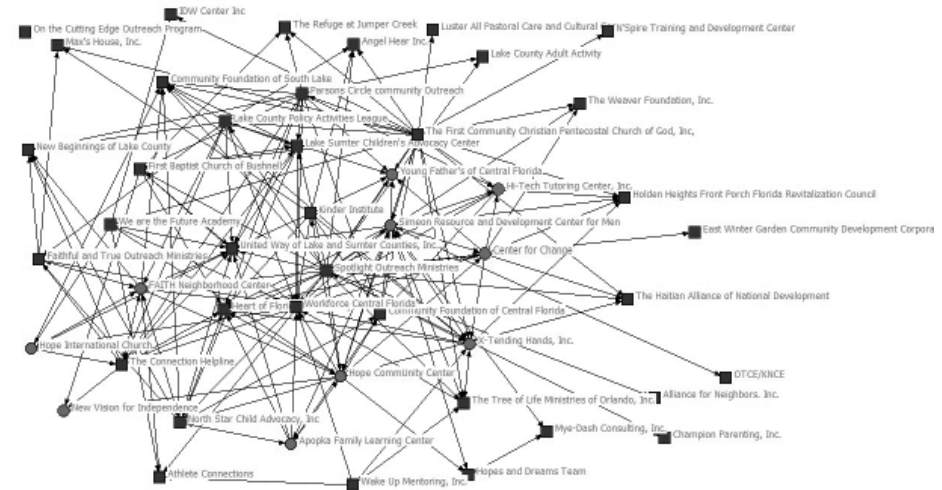 IDW Center Inc
On the Cutting Edge Outreach Program
The Refuge at Jumper Creek
Luster All Pastoral Care and Cultural
N'Spire Training and Development Center
Max's House, Inc.
Angel Hear Inc.
Lake County Adult Activity
Community Foundation of South Lake
Parsons Circle community Outreach
The Weaver Foundation, Inc.
Lake County Policy Activities League
The First Community Christian Pentecostal Church of God, Inc,
Lake Sumter Children's Advocacy Center
New Beginnings of Lake County
First Baptist Church of Bushnell
Young Father's of Central Florida
Hi-Tech Tutoring Center, Inc.
Holden Heights Front Porch Florida Revitalization Council
Kinder Institute
We are the Future Academy
Simeon Resource and Development Center for Men
East Winter Garden Community Development Corpora
United Way of Lake and Sumter Counties, Inc.
Center for Change
Faithful and True Outreach Ministries
Spotlight Outreach Ministries
FAITH Neighborhood Center
The Haitian Alliance of National Development
Heart of Flori
Workforce Central Florida
Community Foundation of Central Florida
X-Tending Hands, Inc.
Hope International Church
The Connection Helpline
Hope CommUnity Center
OTCE/KNCE
Alliance for Neighbors. Inc.
The Tree of Life Ministries of Orlando, Inc.
New Vision for Independence
North Star Child Advocacy, Inc
Mye-Dash Consulting, Inc.
Champion Parenting, Inc.
Apopka Family Learning Center
Athlete Connections
Hopes and Dreams Team
Wake Up Mentoring, Inc.